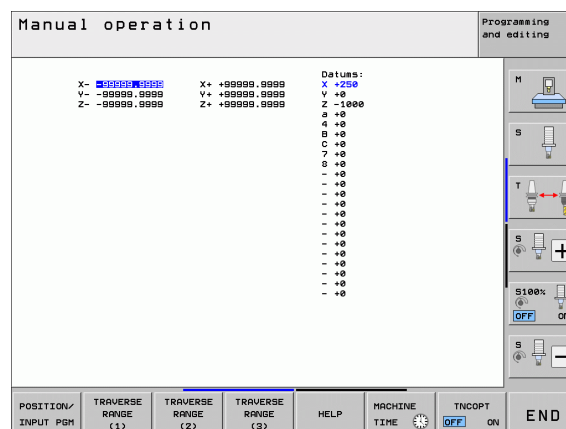 Manual operation
Programming
and editing
Datums:
X- -99999.9999 X+ +99999.9999 X +250
Y- -99999.9999 Y+ +99999.9999 Y +0
Z- -99999.9999 Z+ +99999.9999 Z -1000
a +0
4 +0
B +0
C +0
7 +0
8 +0
- +0
- +0
- +0
- +0
- +0
- +0
- +0
- +0
- +0
- +0
- +0
- +0
- +0
M
S
T
S
+
S100%
OFF
S
-
POSITION/
INPUT PGM
TRAVERSE
RANGE
(1)
TRAVERSE
RANGE
(2)
TRAVERSE
RANGE
(3)
HELP
MACHINE
TIME
TNCOPT
OFF ON
END